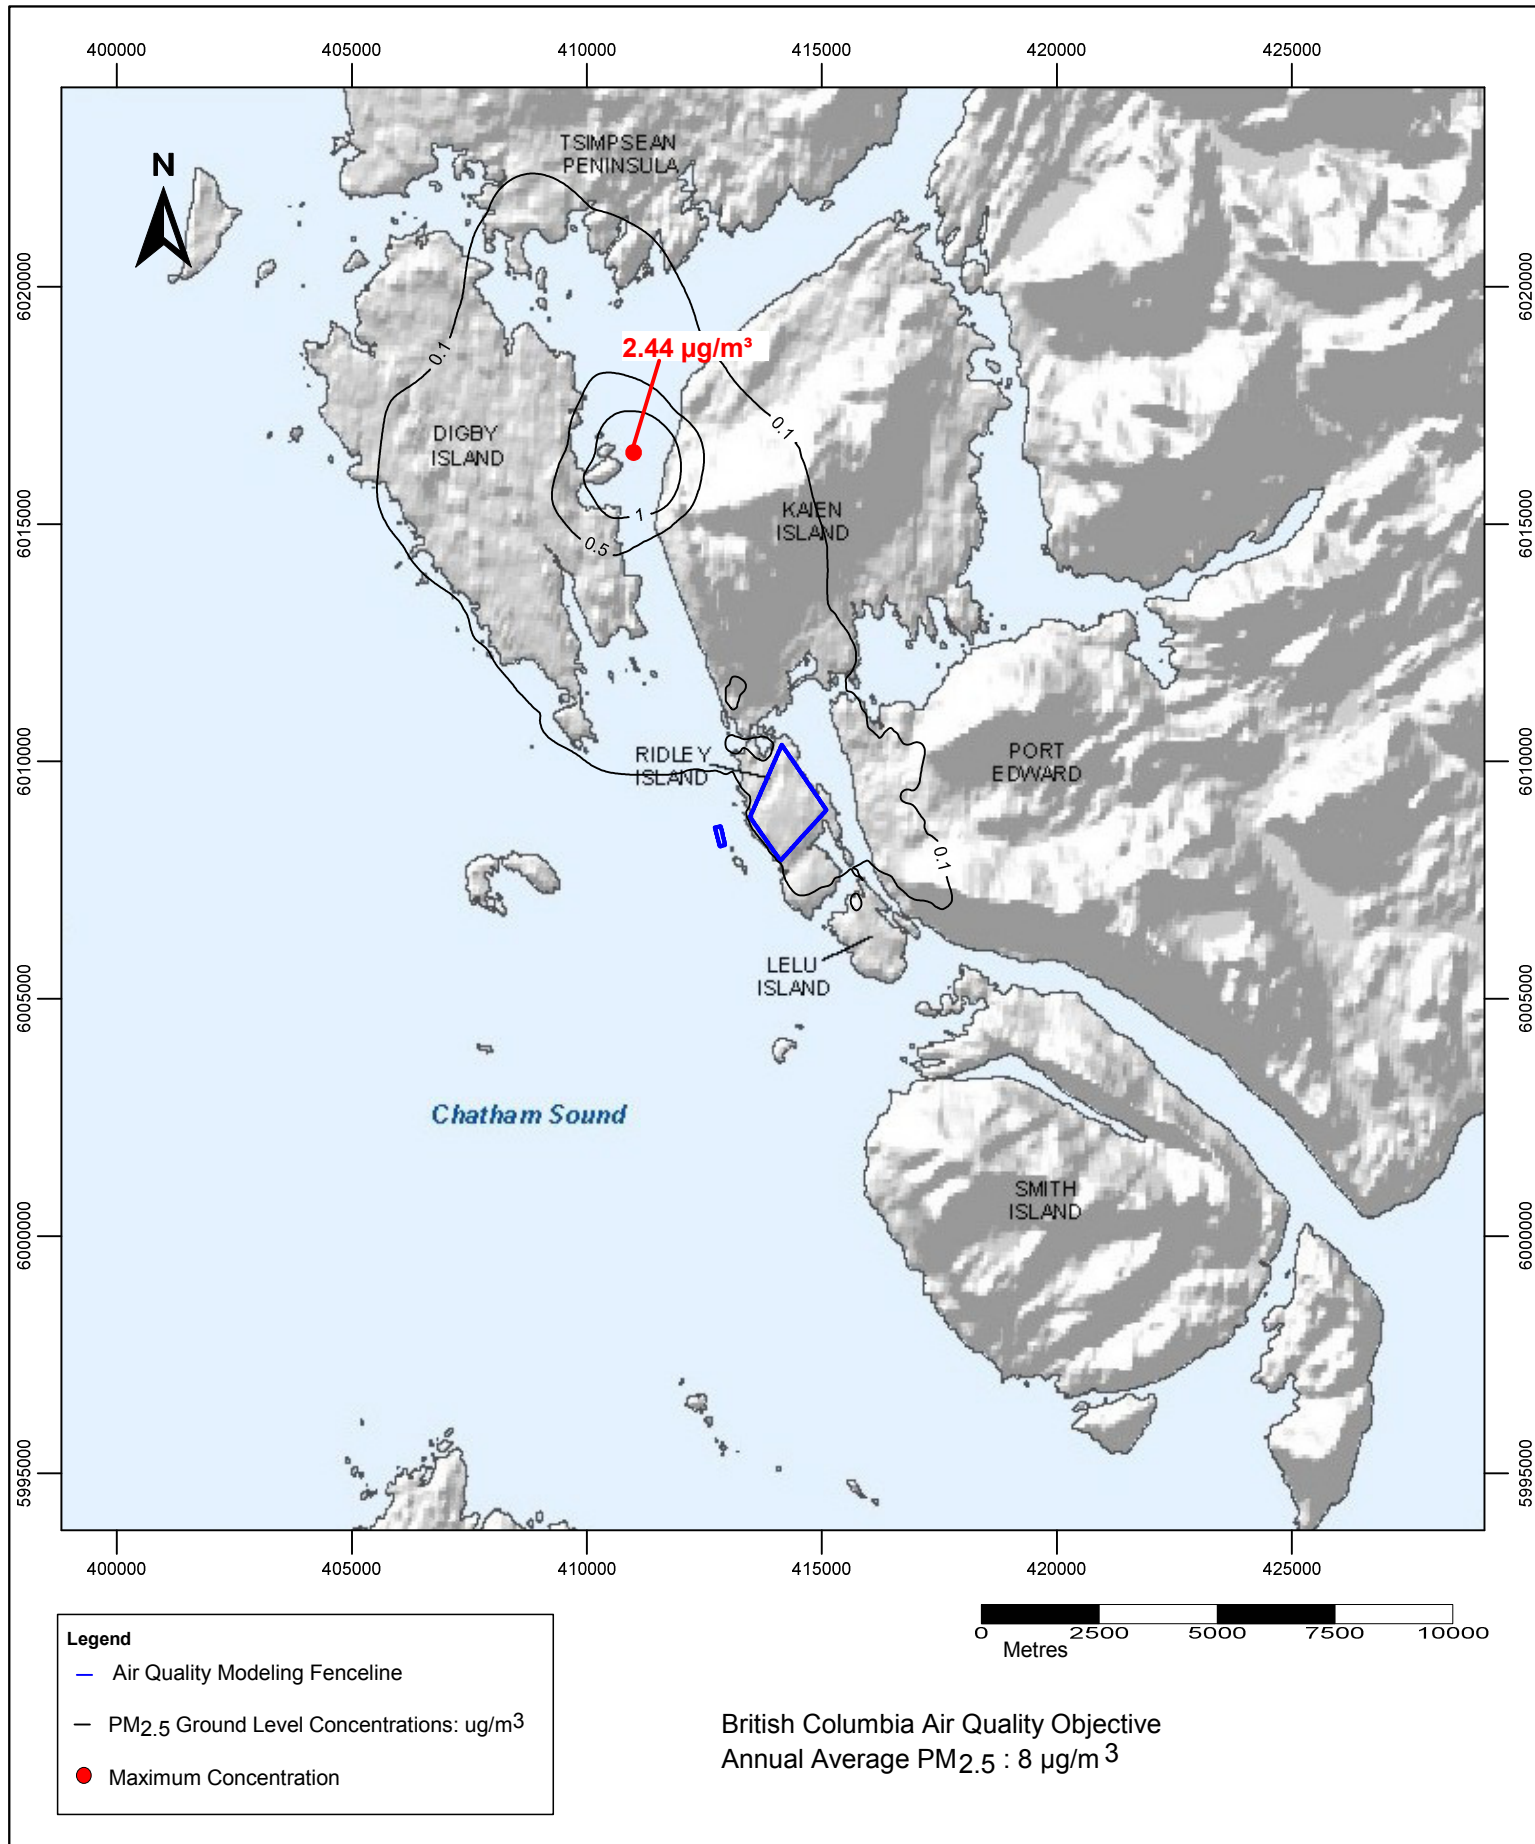 400000 405000 410000 415000 420000 425000
N
TSIMPSEAN
PENINSULA
6020000 6020000
0.1
2.44 µg/m³
0.1
DIGBY
ISLAND
KAIEN
ISLAND
1
0.5
6015000 6015000
RIDLEY
ISLAND
PORT
EDWARD
6010000 6010000
0.1
LELU
ISLAND
6005000 6005000
Chatham Sound
SMITH
ISLAND
6000000 6000000
5995000 5995000
400000 405000 410000 415000 420000 425000
0 2500 5000 7500 10000
Metres
Legend
Air Quality Modeling Fenceline
PM2.5 Ground Level Concentrations: ug/m3
Maximum Concentration
British Columbia Air Quality Objective
Annual Average PM2.5 : 8 µg/m3